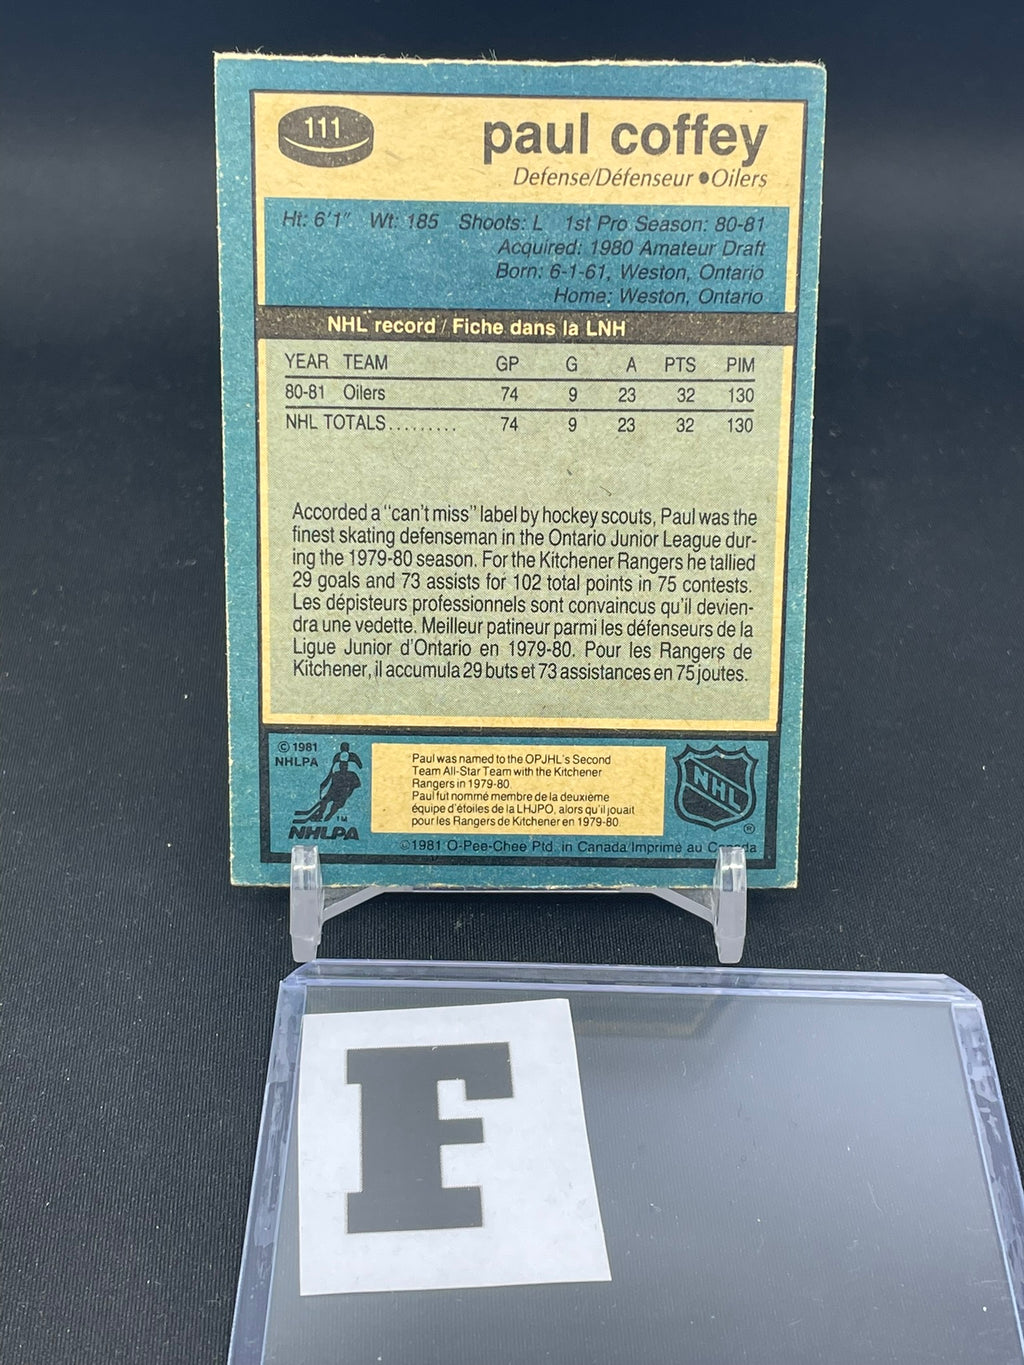 111
paul coffey
Defense/Défenseur ● Oilers
Ht: 6'1" Wt: 185 Shoots: L 1st Pro Season: 80-81
Acquired: 1980 Amateur Draft
Born: 6-1-61, Weston, Ontario
Home: Weston, Ontario
NHL record / Fiche dans la LNH
YEAR TEAM GP G A PTS PIM
80-81 Oilers 74 9 23 32 130
NHL TOTALS......... 74 9 23 32 130
Accorded a "can't miss" label by hockey scouts, Paul was the
finest skating defenseman in the Ontario Junior League dur-
ing the 1979-80 season. For the Kitchener Rangers he tallied
29 goals and 73 assists for 102 total points in 75 contests.
Les dépisteurs professionnels sont convaincus qu'il devien-
dra une vedette. Meilleur patineur parmi les défenseurs de la
Ligue Junior d'Ontario en 1979-80. Pour les Rangers de
Kitchener, il accumula 29 buts et 73 assistances en 75 joutes.
© 1981
NHLPA
TM
NHLPA
Paul was named to the OPJHL's Second
Team All-Star Team with the Kitchener
Rangers in 1979-80.
Paul fut nommé membre de la deuxième
équipe d'étoiles de la LHJPO, alors qu'il jouait
pour les Rangers de Kitchener en 1979-80.
NHL
®
©1981 O-Pee-Chee Ptd. in Canada/Imprimé au Canada
F